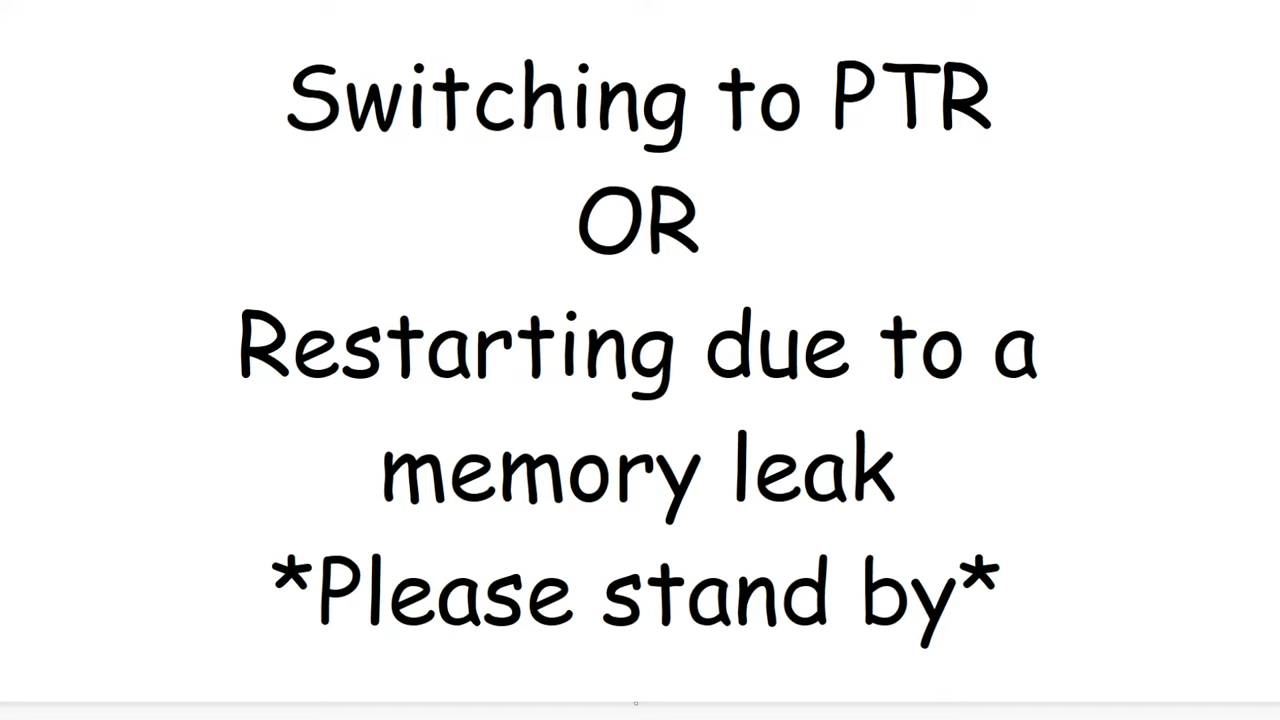 Switching to PTR
OR
Restarting due to a
memory leak
*Please stand by*